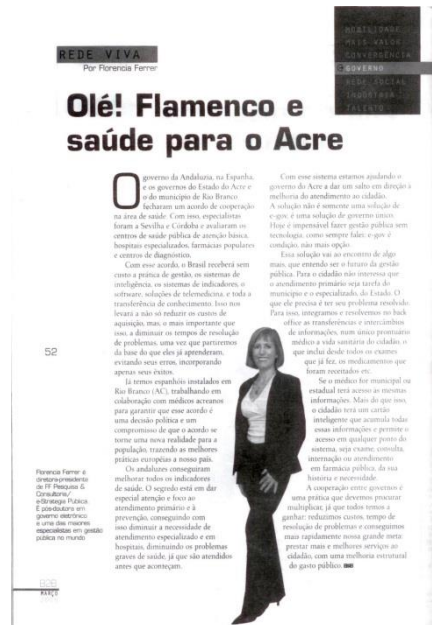 MOBILIDADE
MAIS VALOR
CONVERGÊNCIA
GOVERNO
REDE SOCIAL
INDÚSTRIA
TALENTO
REDE VIVA
Por Florencia Ferrer
Olé! Flamenco e
saúde para o Acre
O governo da Andaluzia, na Espanha,
e os governos do Estado do Acre e
o do município de Rio Branco
fecharam um acordo de cooperação
na área de saúde. Com isso, especialistas
foram a Sevilha e Córdoba e avaliaram os
centros de saúde pública de atenção básica,
hospitais especializados, farmácias populares
e centros de diagnóstico.
Com esse acordo, o Brasil receberá sem
custo a prática de gestão, os sistemas de
inteligência, os sistemas de indicadores, o
software, soluções de telemedicina, e toda a
transferência de conhecimento. Isso nos
levará a não só reduzir os custos de
aquisição, mas, o mais importante que
isso, a diminuir os tempos de resolução
de problemas, uma vez que partiremos
da base do que eles já aprenderam,
evitando seus erros, incorporando
apenas seus êxitos.
Já temos espanhóis instalados em
Rio Branco (AC), trabalhando em
colaboração com médicos acreanos
para garantir que esse acordo é
uma decisão política e um
compromisso de que o acordo se
torne uma nova realidade para a
população, trazendo as melhores
práticas européias a nosso país.
Os andaluzes conseguiram
melhorar todos os indicadores
de saúde. O segredo está em dar
especial atenção e foco ao
atendimento primário e à
prevenção, conseguindo com
isso diminuir a necessidade de
atendimento especializado e em
hospitais, diminuindo os problemas
graves de saúde, já que são atendidos
antes que aconteçam.
Com esse sistema estamos ajudando o
governo do Acre a dar um salto em direção à
melhoria do atendimento ao cidadão.
A solução não é somente uma solução de
e-gov, é uma solução de governo único.
Hoje é impensável fazer gestão pública sem
tecnologia, como sempre falei: e-gov é
condição, não mais opção.
Essa solução vai ao encontro de algo
mais, que entendo ser o futuro da gestão
pública. Para o cidadão não interessa que
o atendimento primário seja tarefa do
município e o especializado, do Estado. O
que ele precisa é ter seu problema resolvido.
Para isso, integramos e resolvemos no back
office as transferências e intercâmbios
de informações, num único prontuário
médico a vida sanitária do cidadão, o
que inclui desde todos os exames
que já fez, os medicamentos que
foram receitados etc.
Se o médico for municipal ou
estadual terá acesso às mesmas
informações. Mais do que isso,
o cidadão terá um cartão
inteligente que acumula todas
essas informações e permite o
acesso em qualquer ponto do
sistema, seja exame, consulta,
internação ou atendimento
em farmácia pública, da sua
história e necessidade.
A cooperação entre governos é
uma prática que devemos procurar
multiplicar, já que todos temos a
ganhar: reduzimos custos, tempo de
resolução de problemas e conseguimos
mais rapidamente nossa grande meta:
prestar mais e melhores serviços ao
cidadão, com uma melhoria estrutural
do gasto público.
52
Florencia Ferrer é
diretora-presidente
de FF Pesquisa &
Consultoria/
e-Stratégia Pública.
É pós-doutora em
governo eletrônico
e uma das maiores
especialistas em gestão
pública no mundo
MARÇO